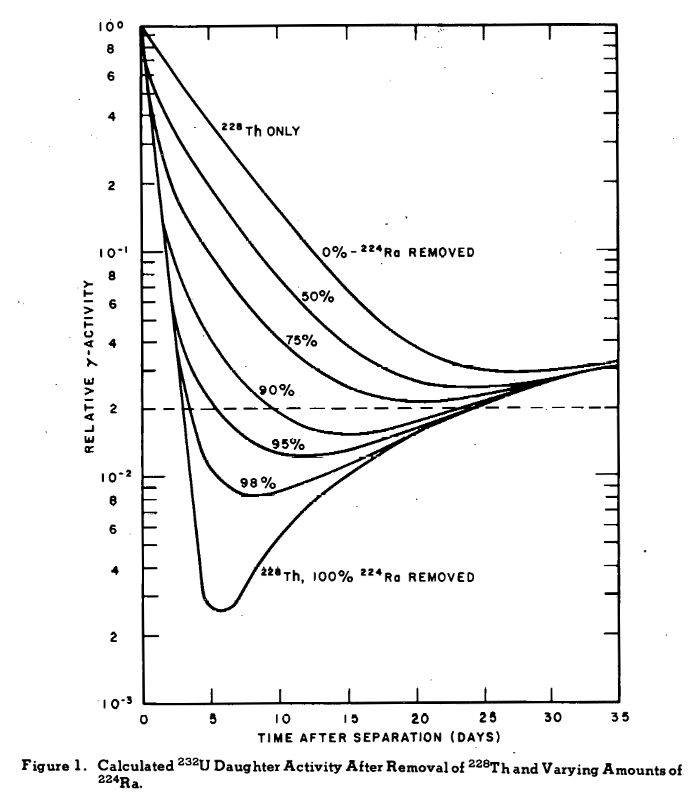 10⁰
8
6
4
2
10⁻¹
8
6
4
2
10⁻²
8
6
4
2
10⁻³
RELATIVE γ-ACTIVITY
²²⁸Th ONLY
0%-²²⁴Ra REMOVED
50%
75%
90%
95%
98%
²²⁸Th, 100% ²²⁴Ra REMOVED
0 5 10 15 20 25 30 35
TIME AFTER SEPARATION (DAYS)
Figure 1. Calculated ²³²U Daughter Activity After Removal of ²²⁸Th and Varying Amounts of
²²⁴Ra.